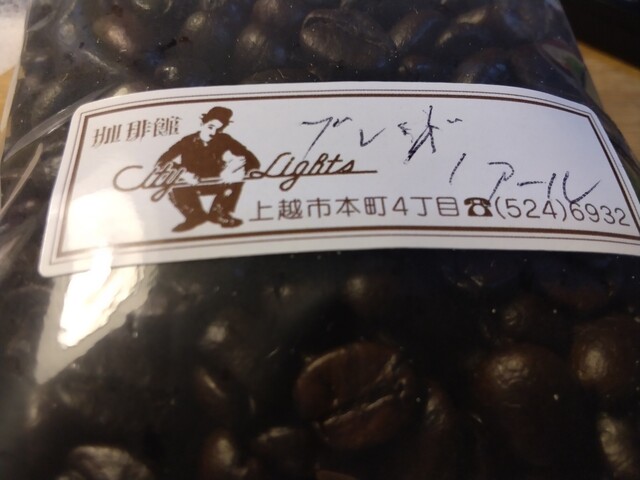 珈琲館
City Lights
ブレンド
ノアール
上越市本町4丁目☎(524)6932